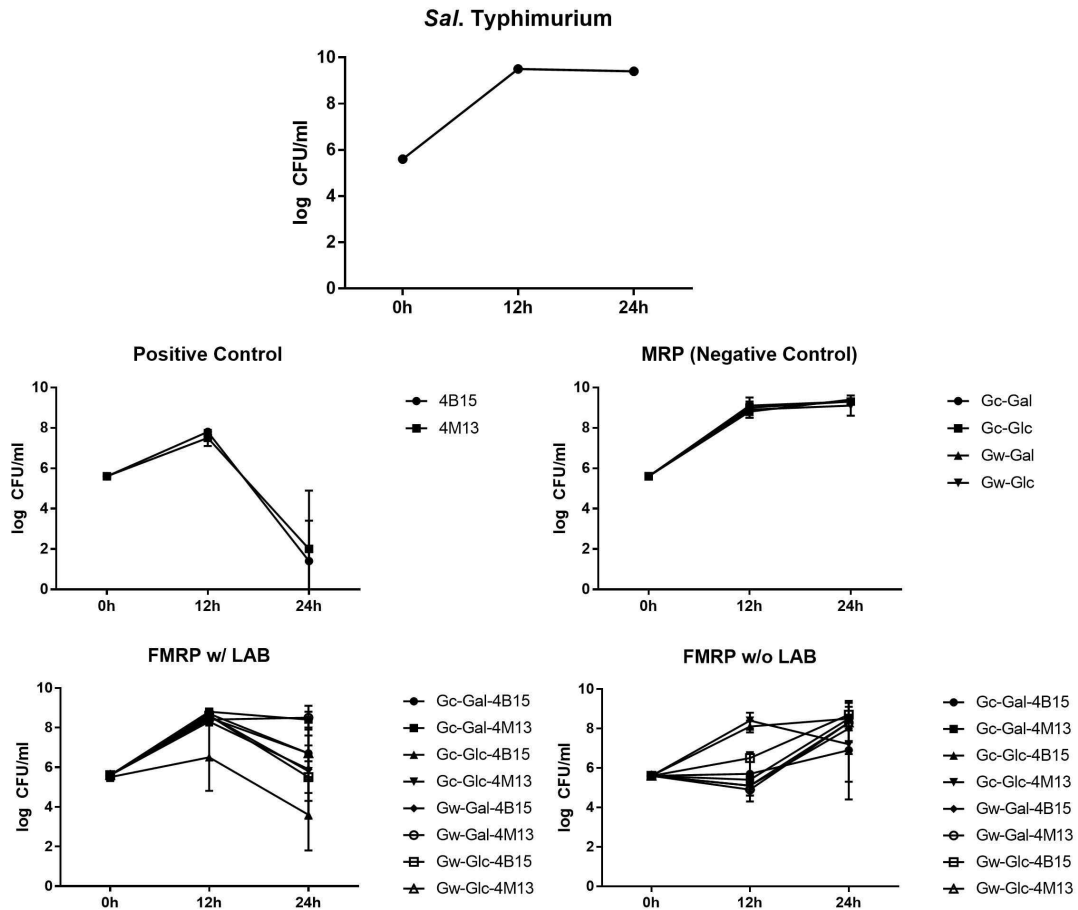 Sal. Typhimurium
log CFU/ml
10
8
6
4
2
0
0h 12h 24h
Positive Control
log CFU/ml
10
8
6
4
2
0
0h 12h 24h
4B15
4M13
MRP (Negative Control)
log CFU/ml
10
8
6
4
2
0
0h 12h 24h
Gc-Gal
Gc-Glc
Gw-Gal
Gw-Glc
FMRP w/ LAB
log CFU/ml
10
8
6
4
2
0
0h 12h 24h
Gc-Gal-4B15
Gc-Gal-4M13
Gc-Glc-4B15
Gc-Glc-4M13
Gw-Gal-4B15
Gw-Gal-4M13
Gw-Glc-4B15
Gw-Glc-4M13
FMRP w/o LAB
log CFU/ml
10
8
6
4
2
0
0h 12h 24h
Gc-Gal-4B15
Gc-Gal-4M13
Gc-Glc-4B15
Gc-Glc-4M13
Gw-Gal-4B15
Gw-Gal-4M13
Gw-Glc-4B15
Gw-Glc-4M13